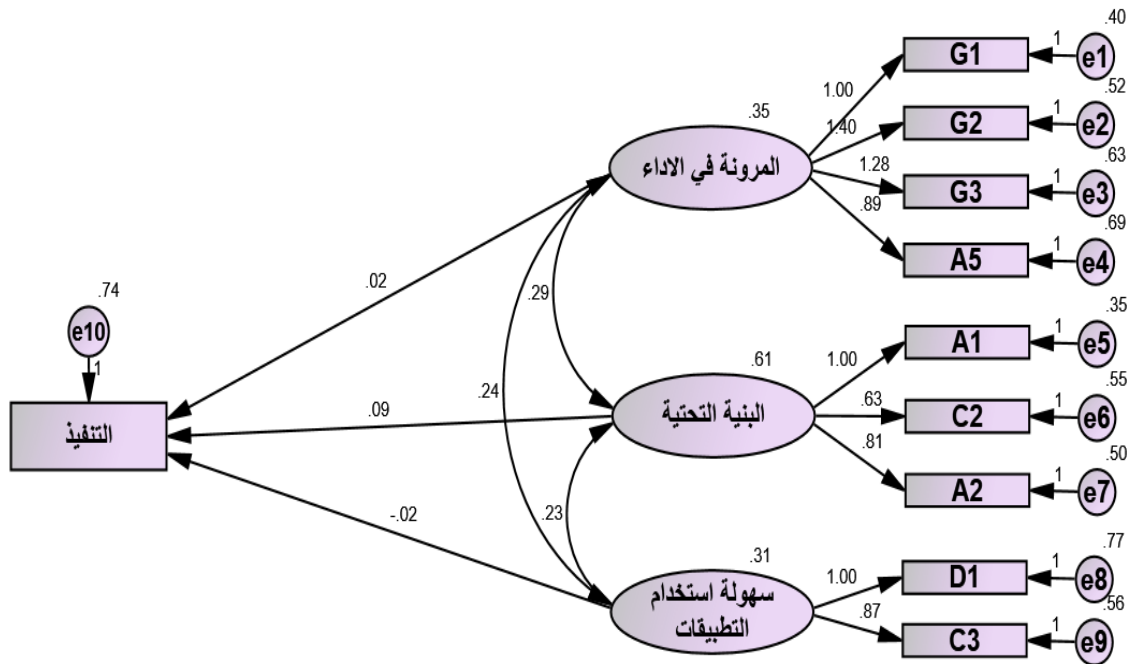 .40
1
G1
e1
1.00
.52
.35
1
G2
e2
1.40
.63
المرونة في الاداء
1.28
1
G3
e3
.89
.69
1
A5
e4
.02
.29
.74
.35
e10
1
A1
e5
1
.61
1.00
.55
.24
.09
.63
1
C2
e6
التنفيذ
البنية التحتية
.81
.50
1
A2
e7
-.02
.23
.77
.31
1.00
1
D1
e8
سهولة استخدام
التطبيقات
.87
.56
1
C3
e9